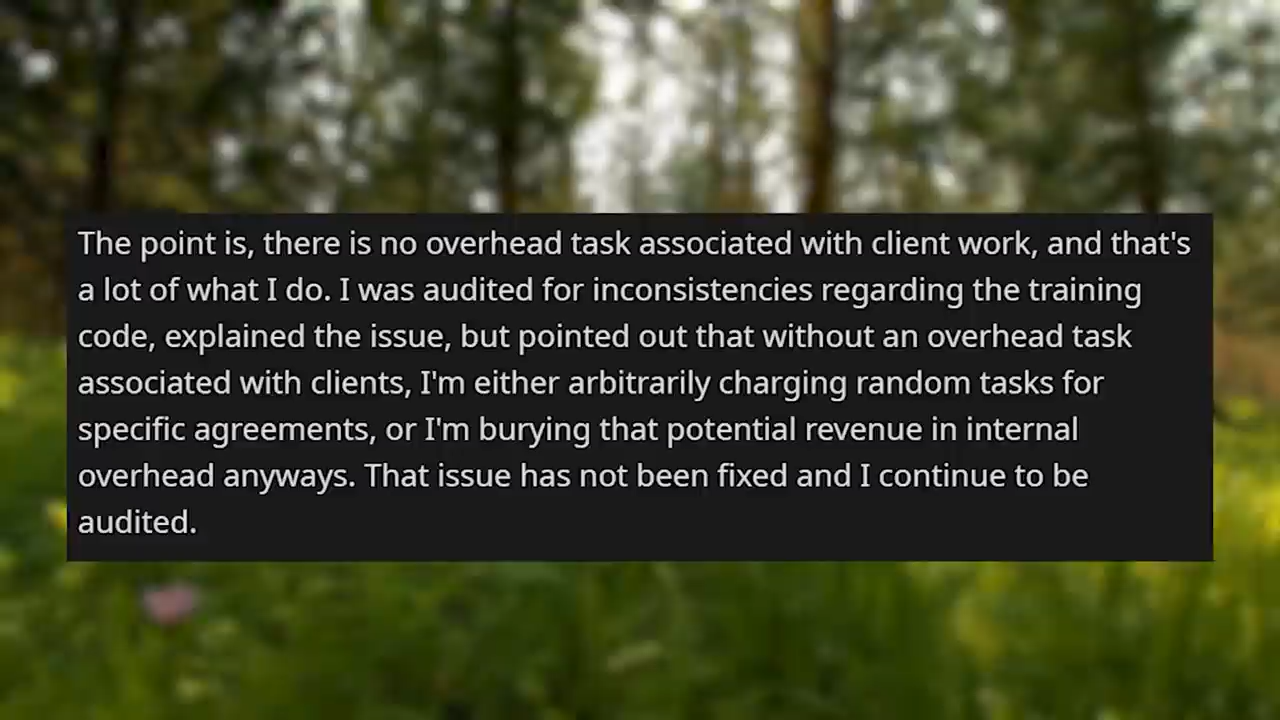 The point is, there is no overhead task associated with client work, and that's
a lot of what I do. I was audited for inconsistencies regarding the training
code, explained the issue, but pointed out that without an overhead task
associated with clients, I'm either arbitrarily charging random tasks for
specific agreements, or I'm burying that potential revenue in internal
overhead anyways. That issue has not been fixed and I continue to be
audited.